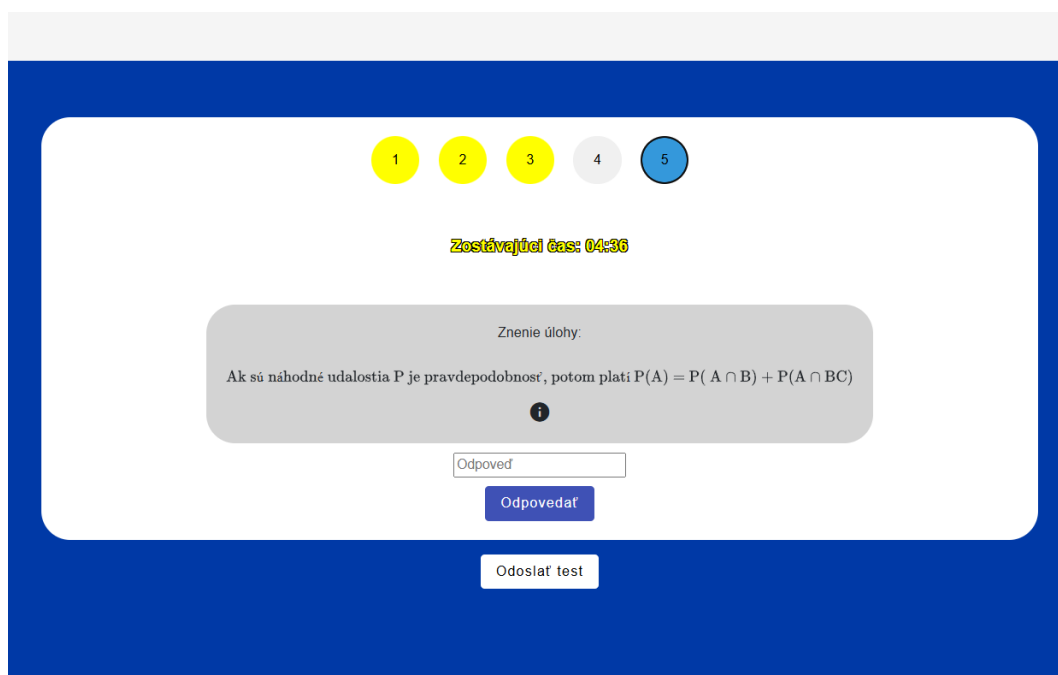 1 2 3 4 5
Zostávajúci čas: 04:36
Znenie úlohy:
Ak sú náhodné udalostia P je pravdepodobnosť, potom platí P(A) = P( A ∩ B) + P(A ∩ BC)
i
Odpoveď
Odpovedať
Odoslať test